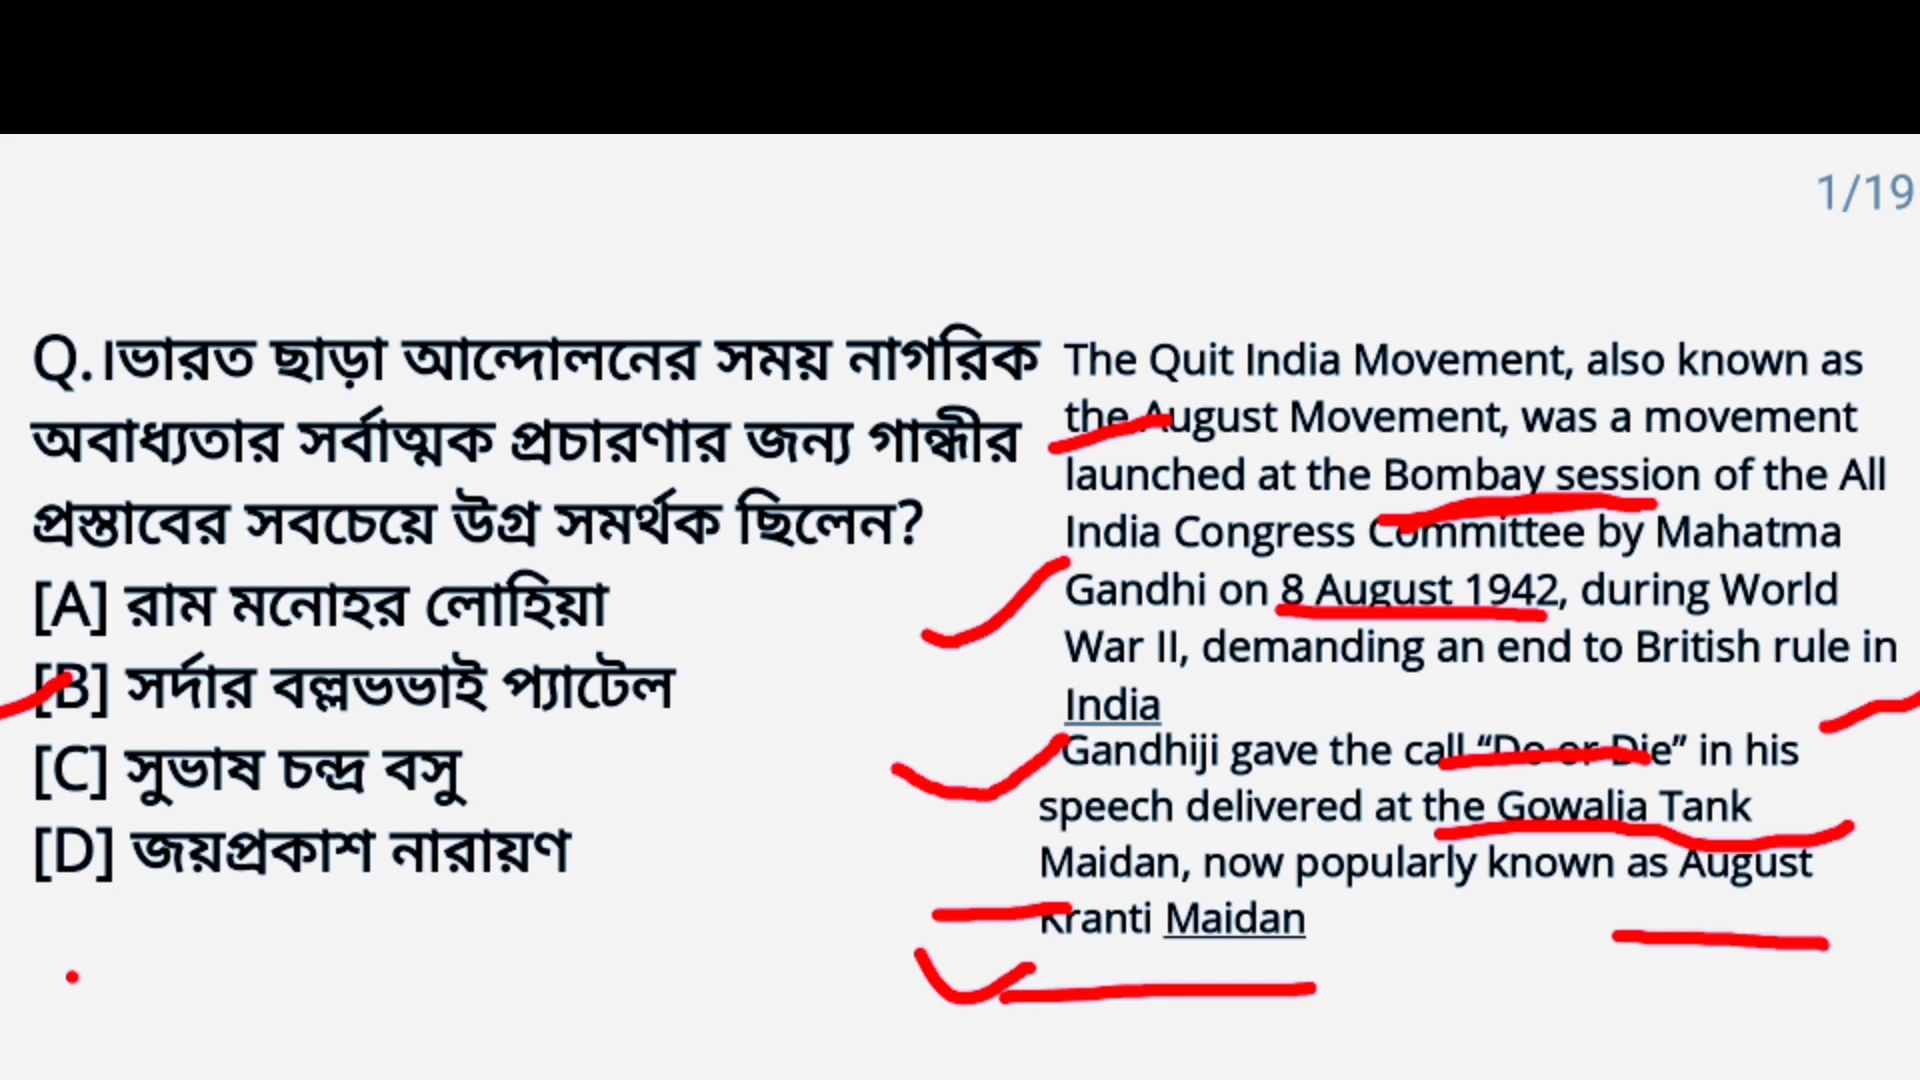 1/19
Q.।ভারত ছাড়া আন্দোলনের সময় নাগরিক
অবাধ্যতার সর্বাত্মক প্রচারণার জন্য গান্ধীর
প্রস্তাবের সবচেয়ে উগ্র সমর্থক ছিলেন?
[A] রাম মনোহর লোহিয়া
[B] সর্দার বল্লভভাই প্যাটেল
[C] সুভাষ চন্দ্র বসু
[D] জয়প্রকাশ নারায়ণ
The Quit India Movement, also known as
the August Movement, was a movement
launched at the Bombay session of the All
India Congress Committee by Mahatma
Gandhi on 8 August 1942, during World
War II, demanding an end to British rule in
India
Gandhiji gave the call “Do or Die” in his
speech delivered at the Gowalia Tank
Maidan, now popularly known as August
Kranti Maidan